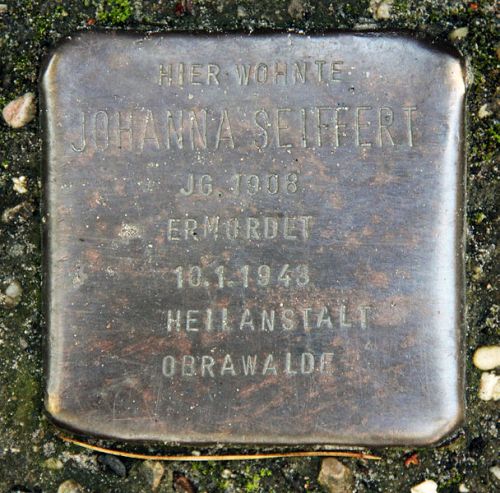 HIER WOHNTE
JOHANNA SEIFFERT
JG. 1908
ERMORDET
10.1.1943
HEILANSTALT
OBRAWALDE